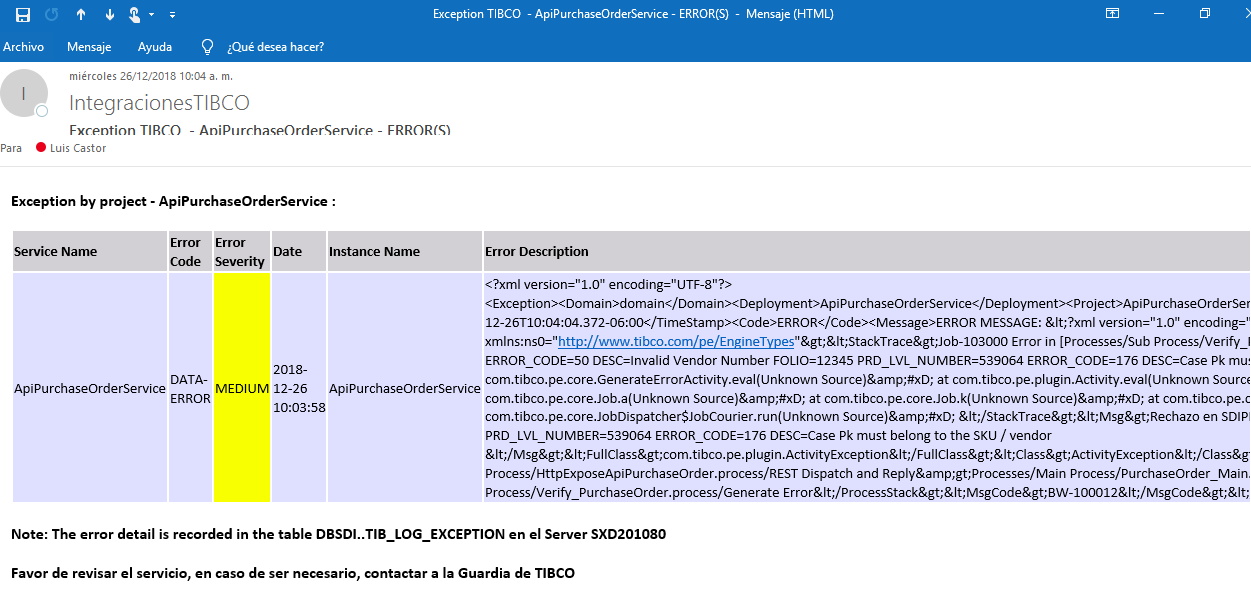 Exception TIBCO - ApiPurchaseOrderService - ERROR(S) - Mensaje (HTML)
Archivo Mensaje Ayuda ¿Qué desea hacer?
miércoles 26/12/2018 10:04 a. m.
I
IntegracionesTIBCO
Exception TIBCO - ApiPurchaseOrderService - ERROR(S)
Para Luis Castor
Exception by project - ApiPurchaseOrderService :
Service Name
Error
Code
Error
Severity
Date
Instance Name
Error Description
ApiPurchaseOrderService
DATA-
ERROR
MEDIUM
2018-
12-26
10:03:58
ApiPurchaseOrderService
<?xml version="1.0" encoding="UTF-8"?>
<Exception><Domain>domain</Domain><Deployment>ApiPurchaseOrderService</Deployment><Project>ApiPurchaseOrderSer
12-26T10:04:04.372-06:00</TimeStamp><Code>ERROR</Code><Message>ERROR MESSAGE: &lt;?xml version="1.0" encoding="
xmlns:ns0="http://www.tibco.com/pe/EngineTypes"&gt;&lt;StackTrace&gt;Job-103000 Error in [Processes/Sub Process/Verify_P
ERROR_CODE=50 DESC=Invalid Vendor Number FOLIO=12345 PRD_LVL_NUMBER=539064 ERROR_CODE=176 DESC=Case Pk mus
com.tibco.pe.core.GenerateErrorActivity.eval(Unknown Source)&amp;#xD; at com.tibco.pe.plugin.Activity.eval(Unknown Source
com.tibco.pe.core.Job.a(Unknown Source)&amp;#xD; at com.tibco.pe.core.Job.k(Unknown Source)&amp;#xD; at com.tibco.pe.c
com.tibco.pe.core.JobDispatcher$JobCourier.run(Unknown Source)&amp;#xD; &lt;/StackTrace&gt;&lt;Msg&gt;Rechazo en SDIPI
PRD_LVL_NUMBER=539064 ERROR_CODE=176 DESC=Case Pk must belong to the SKU / vendor
&lt;/Msg&gt;&lt;FullClass&gt;com.tibco.pe.plugin.ActivityException&lt;/FullClass&gt;&lt;Class&gt;ActivityException&lt;/Class&g
Process/HttpExposeApiPurchaseOrder.process/REST Dispatch and Reply&amp;gt;Processes/Main Process/PurchaseOrder_Main.
Process/Verify_PurchaseOrder.process/Generate Error&lt;/ProcessStack&gt;&lt;MsgCode&gt;BW-100012&lt;/MsgCode&gt;&lt;
Note: The error detail is recorded in the table DBSDI..TIB_LOG_EXCEPTION en el Server SXD201080
Favor de revisar el servicio, en caso de ser necesario, contactar a la Guardia de TIBCO